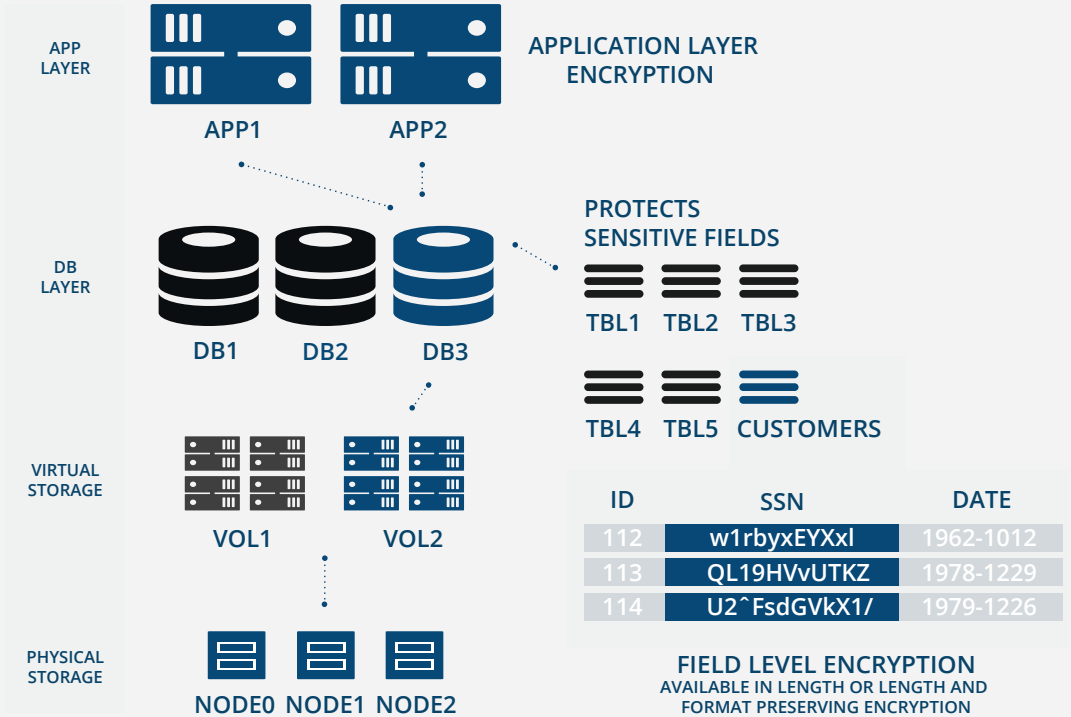 APP
LAYER
APPLICATION LAYER
ENCRYPTION
APP1
APP2
PROTECTS
SENSITIVE FIELDS
DB
LAYER
DB1
DB2
DB3
TBL1
TBL2
TBL3
TBL4
TBL5
CUSTOMERS
VIRTUAL
STORAGE
VOL1
VOL2
ID SSN DATE
112 w1rbyxEYXxl 1962-1012
113 QL19HVvUTKZ 1978-1229
114 U2ˆFsdGVkX1/ 1979-1226
PHYSICAL
STORAGE
NODE0
NODE1
NODE2
FIELD LEVEL ENCRYPTION
AVAILABLE IN LENGTH OR LENGTH AND
FORMAT PRESERVING ENCRYPTION